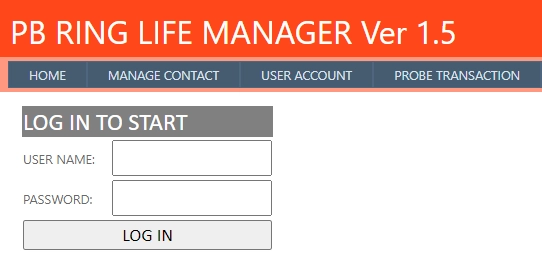 PB RING LIFE MANAGER Ver 1.5
HOME MANAGE CONTACT USER ACCOUNT PROBE TRANSACTION
LOG IN TO START
USER NAME:
PASSWORD:
LOG IN